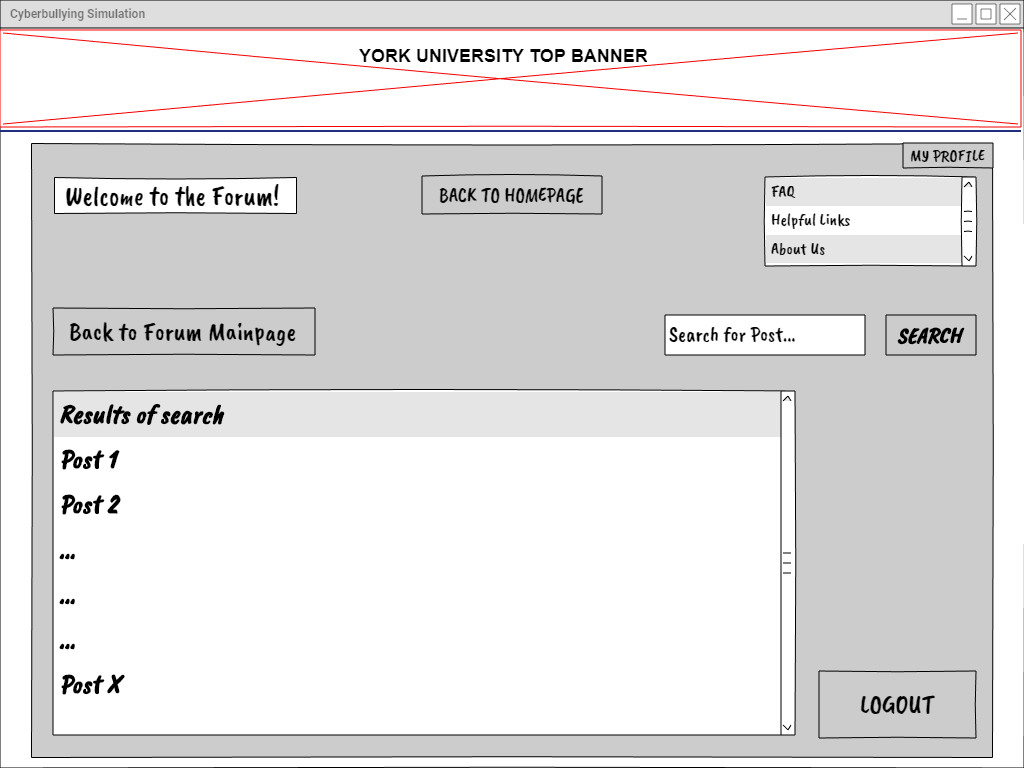 Cyberbullying Simulation
YORK UNIVERSITY TOP BANNER
MY PROFILE
Welcome to the Forum!
BACK TO HOMEPAGE
FAQ
Helpful Links
About Us
Back to Forum Mainpage
Search for Post...
SEARCH
Results of search
Post 1
Post 2
...
...
...
Post X
LOGOUT